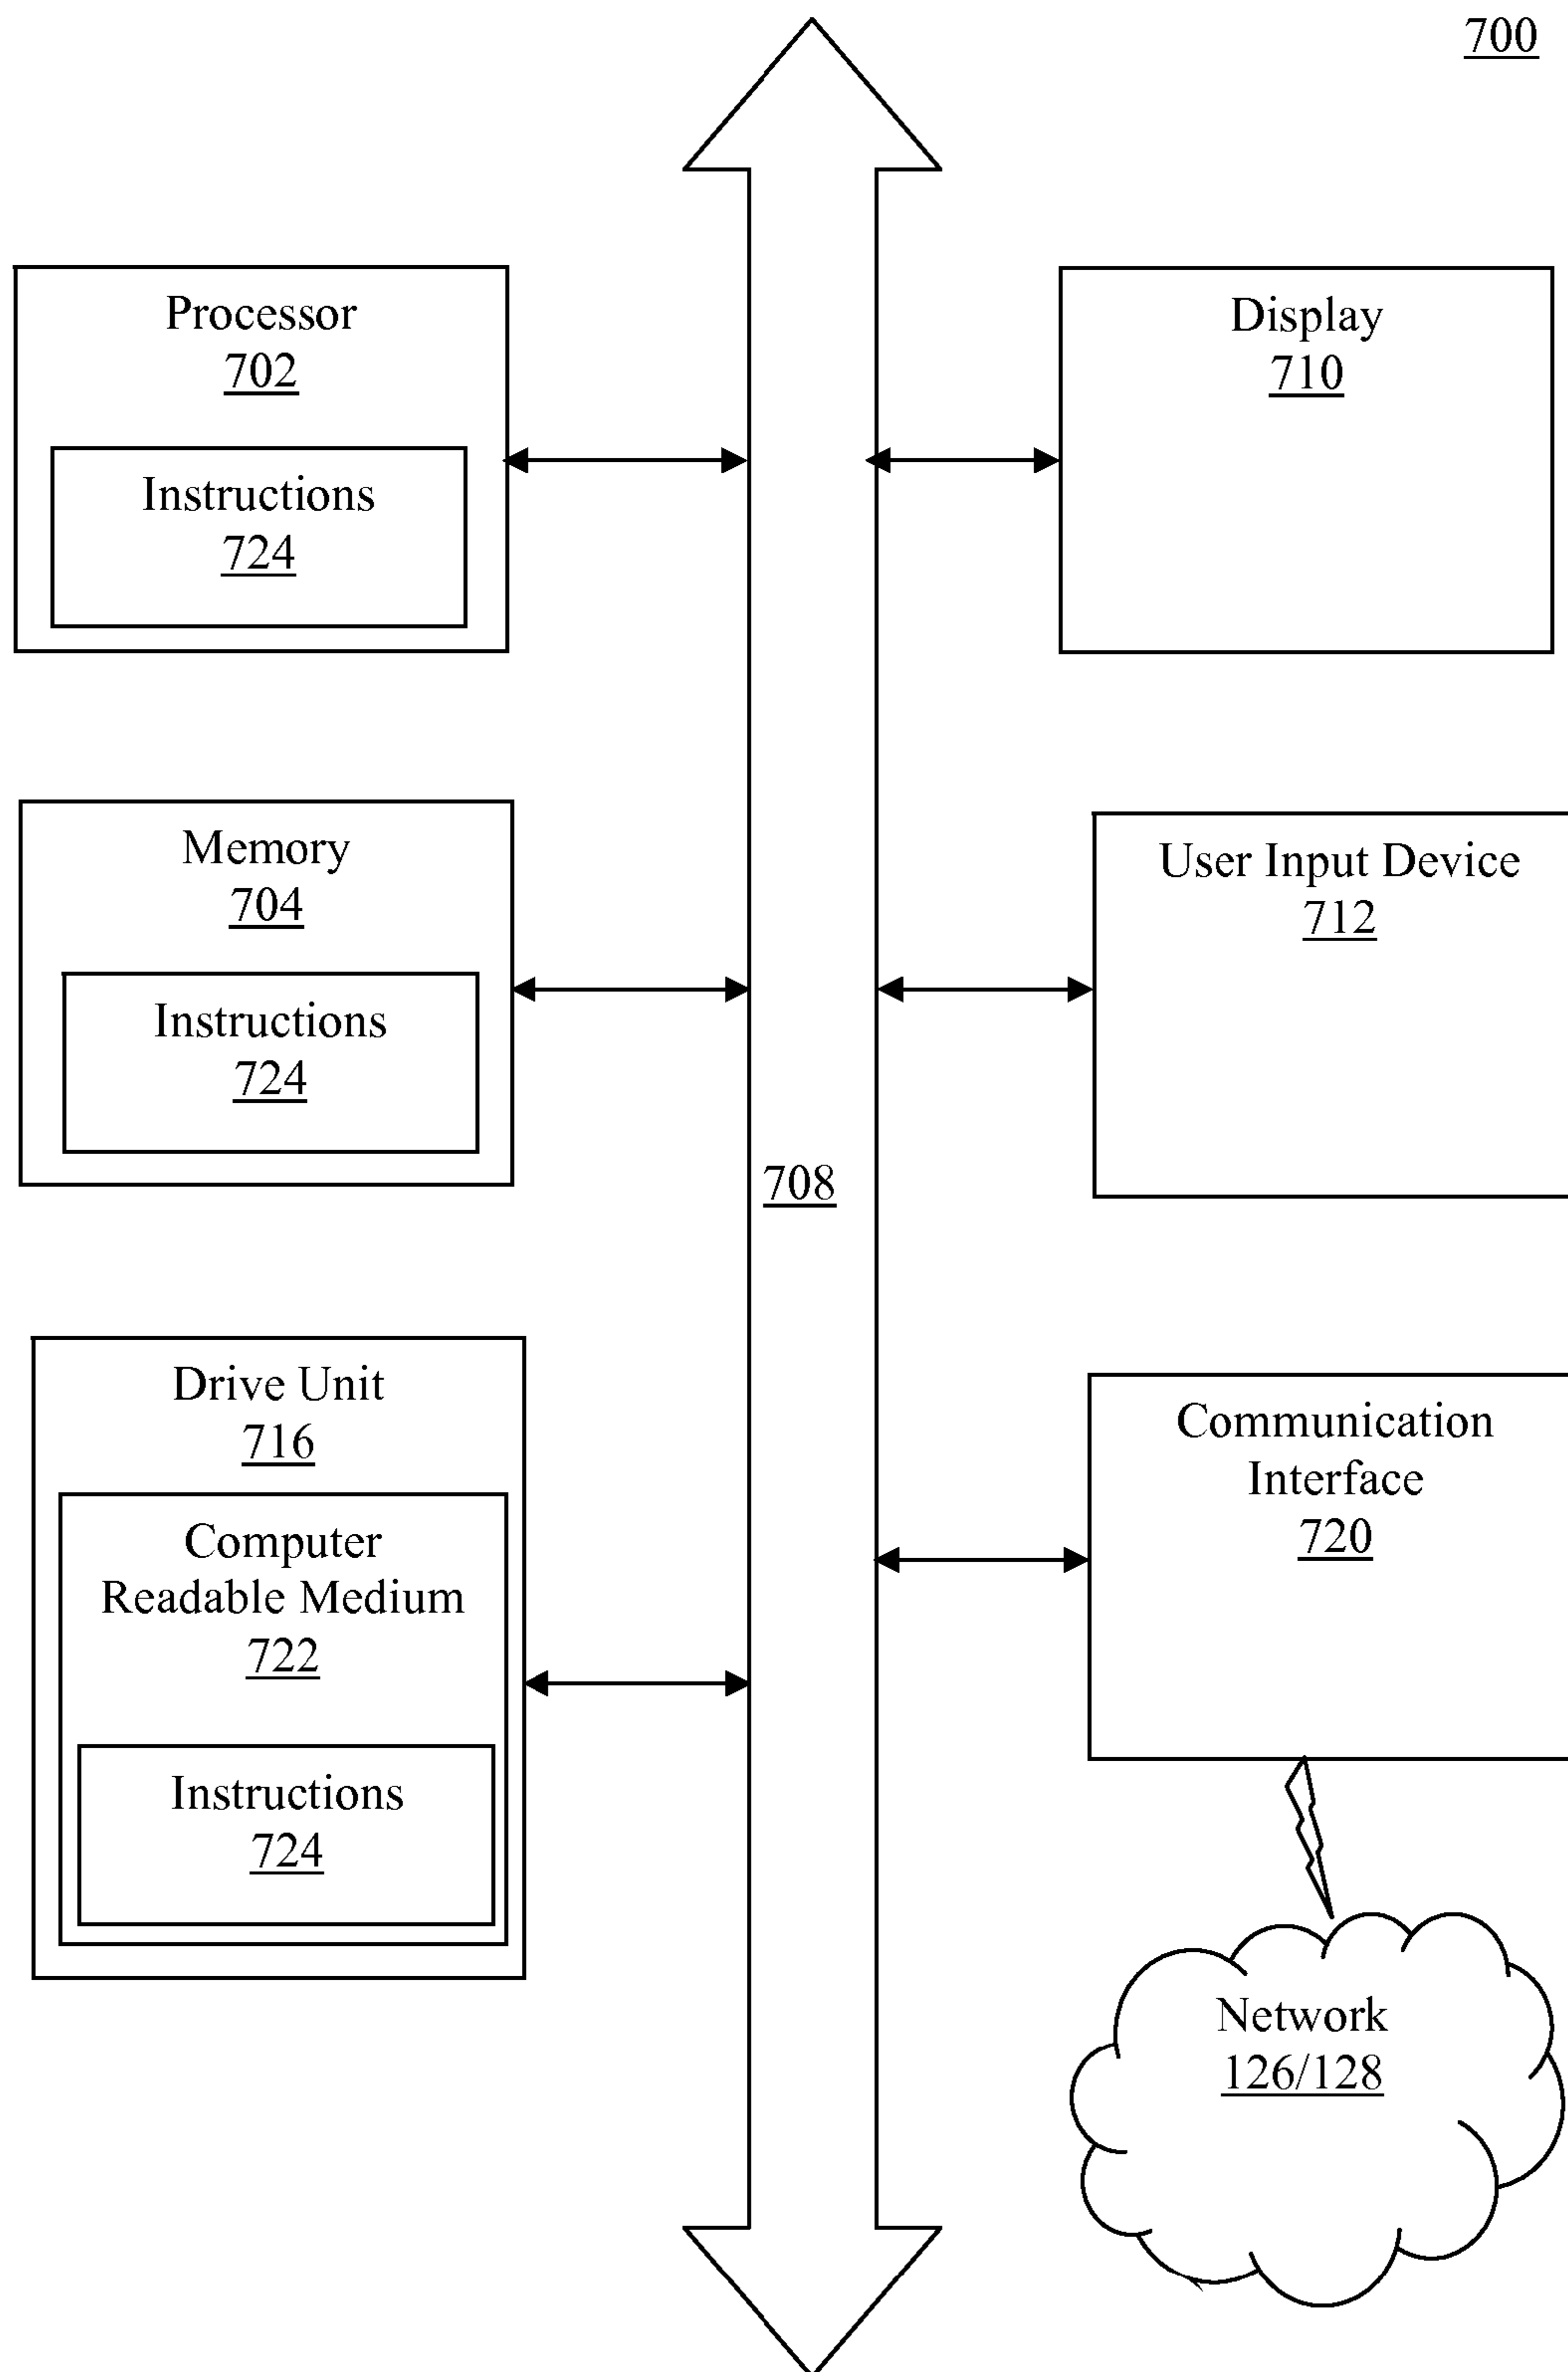 700
Processor
702
Instructions
724
Display
710
Memory
704
Instructions
724
User Input Device
712
708
Drive Unit
716
Computer
Readable Medium
722
Instructions
724
Communication
Interface
720
Network
126/128